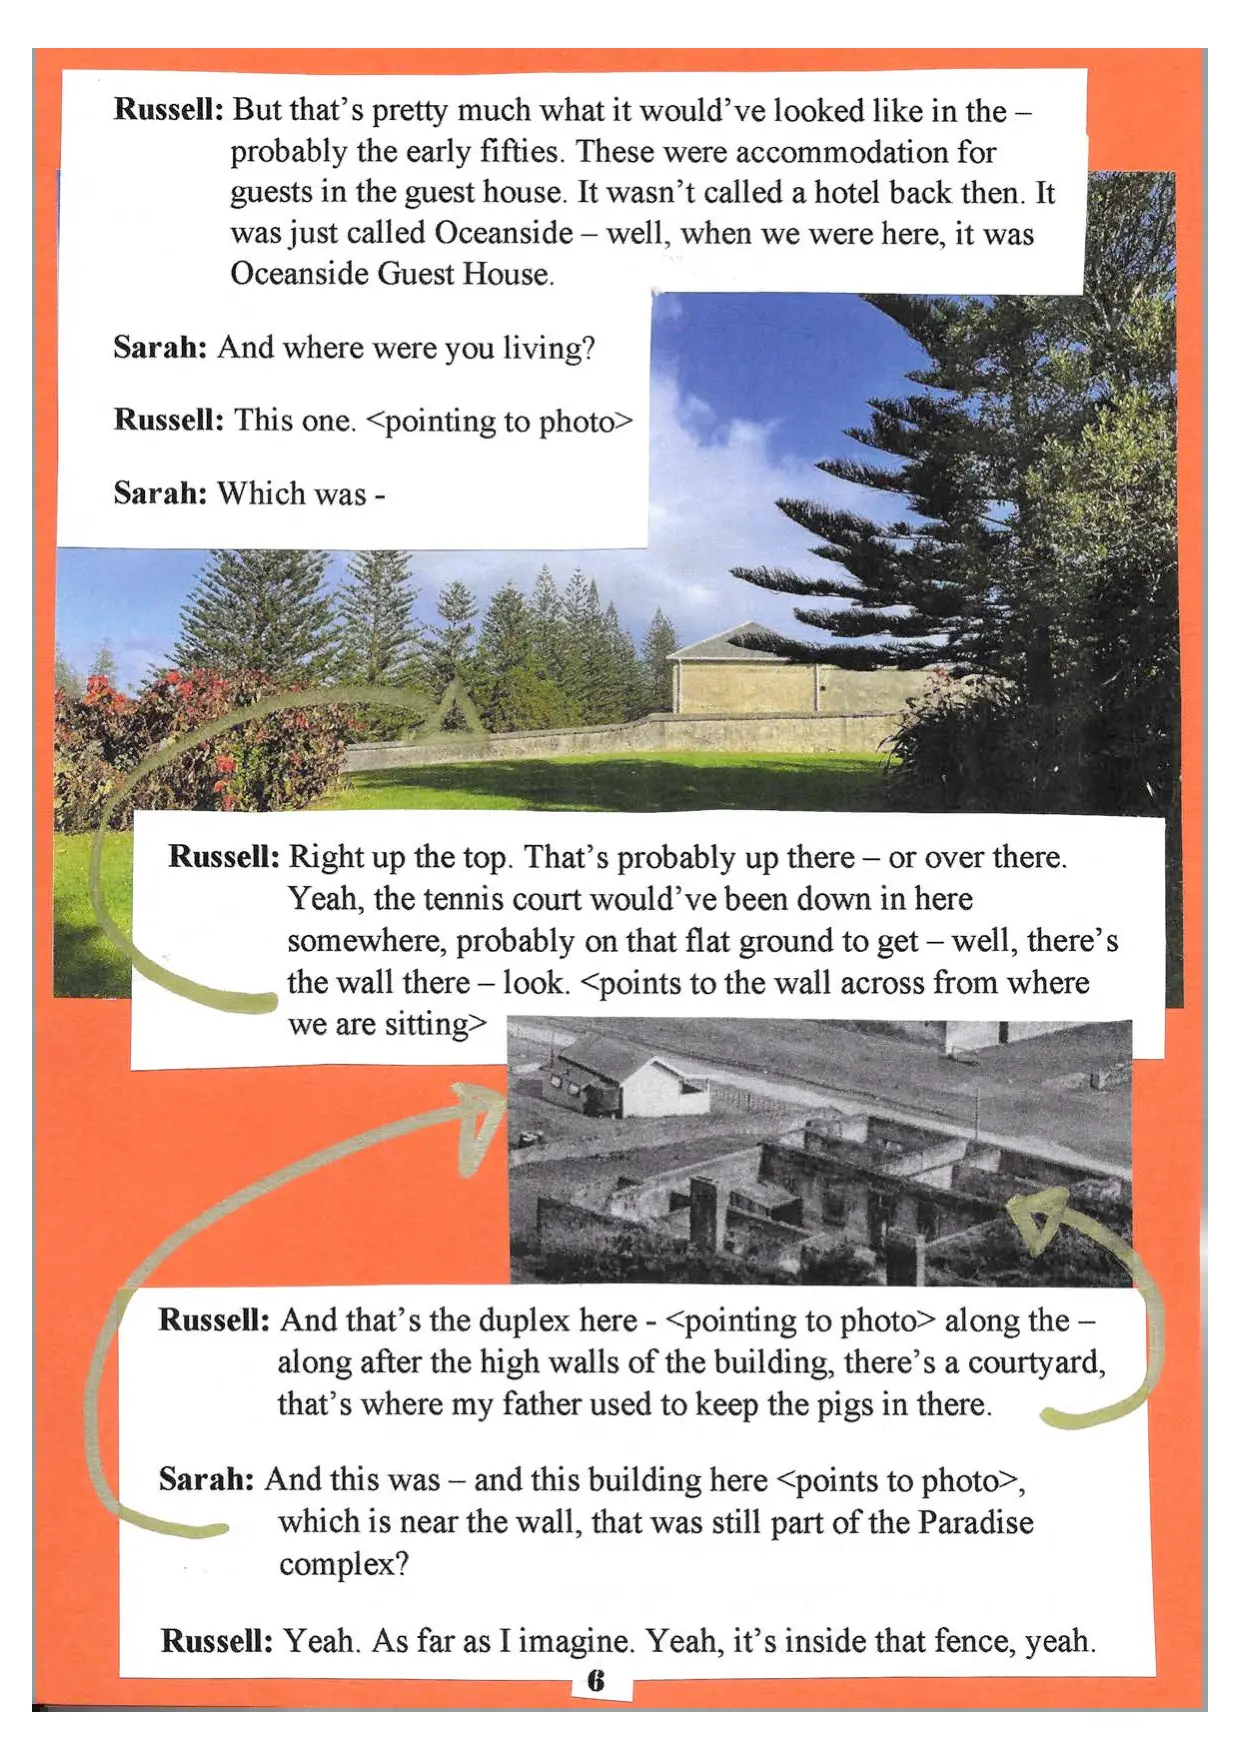 Russell: But that's pretty much what it would've looked like in the –
probably the early fifties. These were accommodation for
guests in the guest house. It wasn't called a hotel back then. It
was just called Oceanside – well, when we were here, it was
Oceanside Guest House.
Sarah: And where were you living?
Russell: This one. <pointing to photo>
Sarah: Which was -
Russell: Right up the top. That's probably up there – or over there.
Yeah, the tennis court would've been down in here
somewhere, probably on that flat ground to get – well, there's
the wall there – look. <points to the wall across from where
we are sitting>
Russell: And that's the duplex here - <pointing to photo> along the –
along after the high walls of the building, there's a courtyard,
that's where my father used to keep the pigs in there.
Sarah: And this was – and this building here <points to photo>,
which is near the wall, that was still part of the Paradise
complex?
Russell: Yeah. As far as I imagine. Yeah, it's inside that fence, yeah.
6